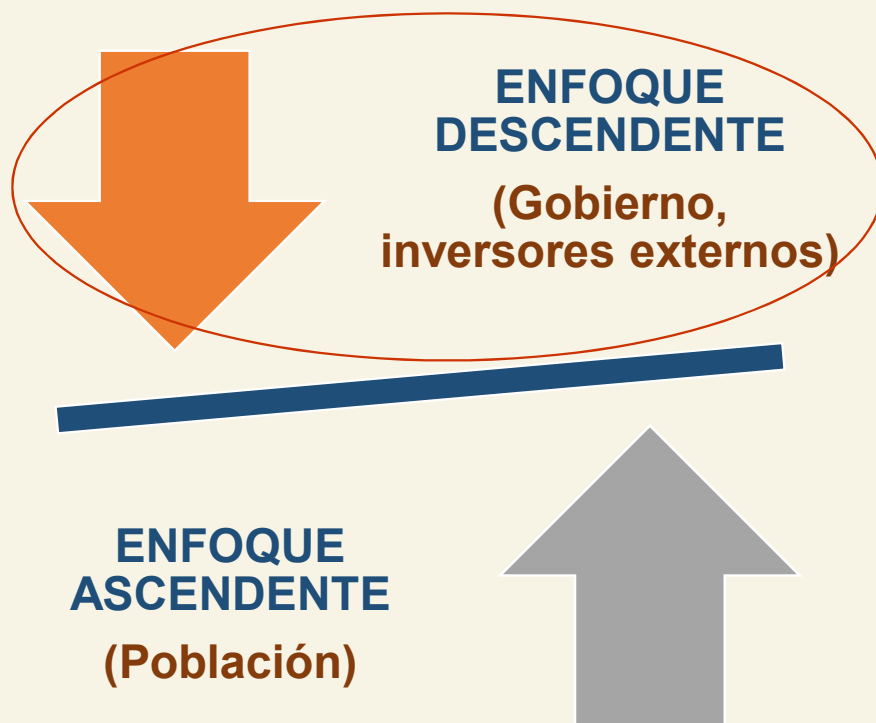 ENFOQUE
DESCENDENTE
(Gobierno,
inversores externos)
ENFOQUE
ASCENDENTE
(Población)